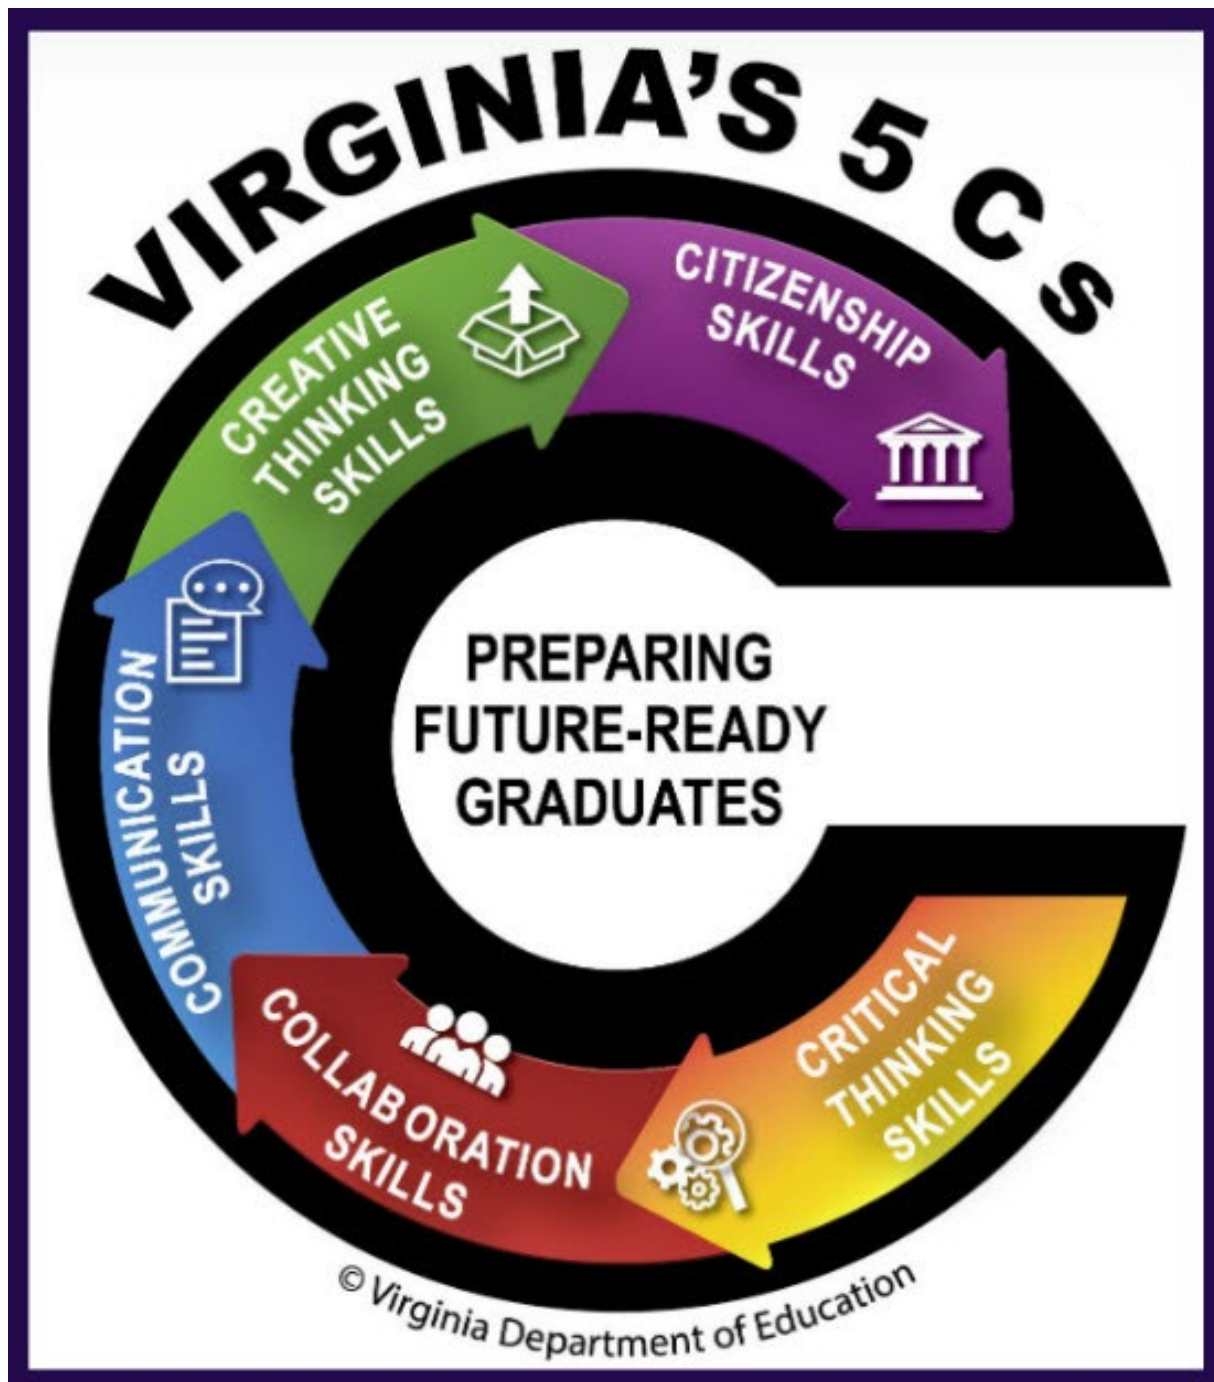 VIRGINIA'S 5 C s
CITIZENSHIP
SKILLS
CREATIVE
THINKING
SKILLS
COMMUNICATION
SKILLS
COLLABORATION
SKILLS
CRITICAL
THINKING
SKILLS
PREPARING
FUTURE-READY
GRADUATES
© Virginia Department of Education